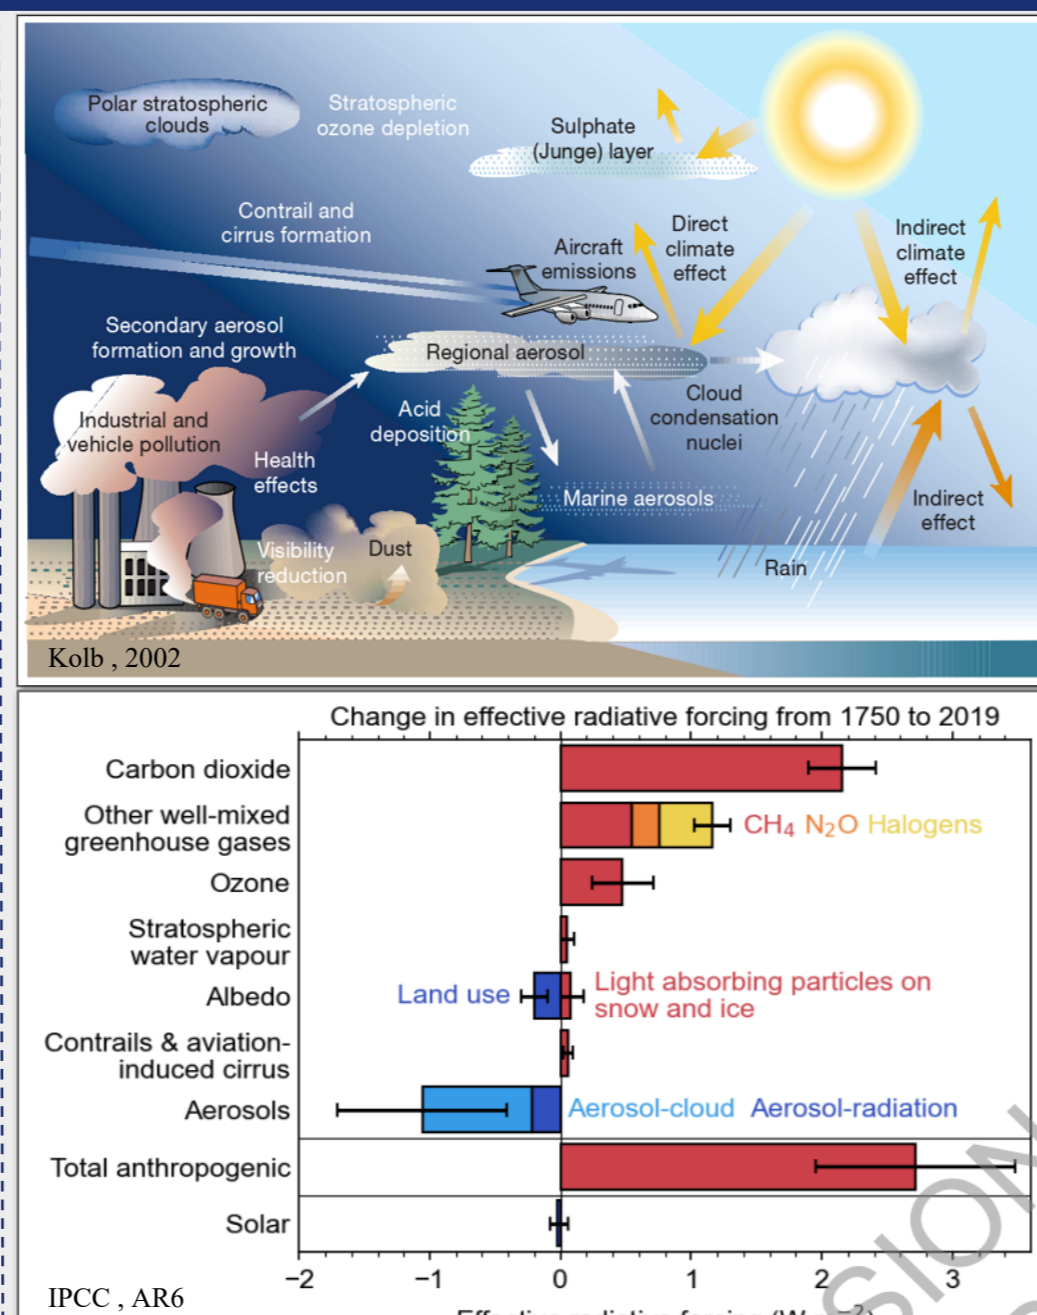 Polar stratospheric
clouds
Stratospheric
ozone depletion
Sulphate
(Junge) layer
Contrail and
cirrus formation
Aircraft
emissions
Direct
climate
effect
Indirect
climate
effect
Secondary aerosol
formation and growth
Regional aerosol
Industrial and
vehicle pollution
Acid
deposition
Cloud
condensation
nuclei
Health
effects
Marine aerosols
Indirect
effect
Visibility
reduction
Dust
Rain
Kolb , 2002
Change in effective radiative forcing from 1750 to 2019
Carbon dioxide
Other well-mixed
greenhouse gases
CH₄ N₂O Halogens
Ozone
Stratospheric
water vapour
Albedo
Land use
Light absorbing particles on
snow and ice
Contrails & aviation-
induced cirrus
Aerosols
Aerosol-cloud Aerosol-radiation
Total anthropogenic
Solar
−2 −1 0 1 2 3
IPCC , AR6
Effective radiative forcing
SION